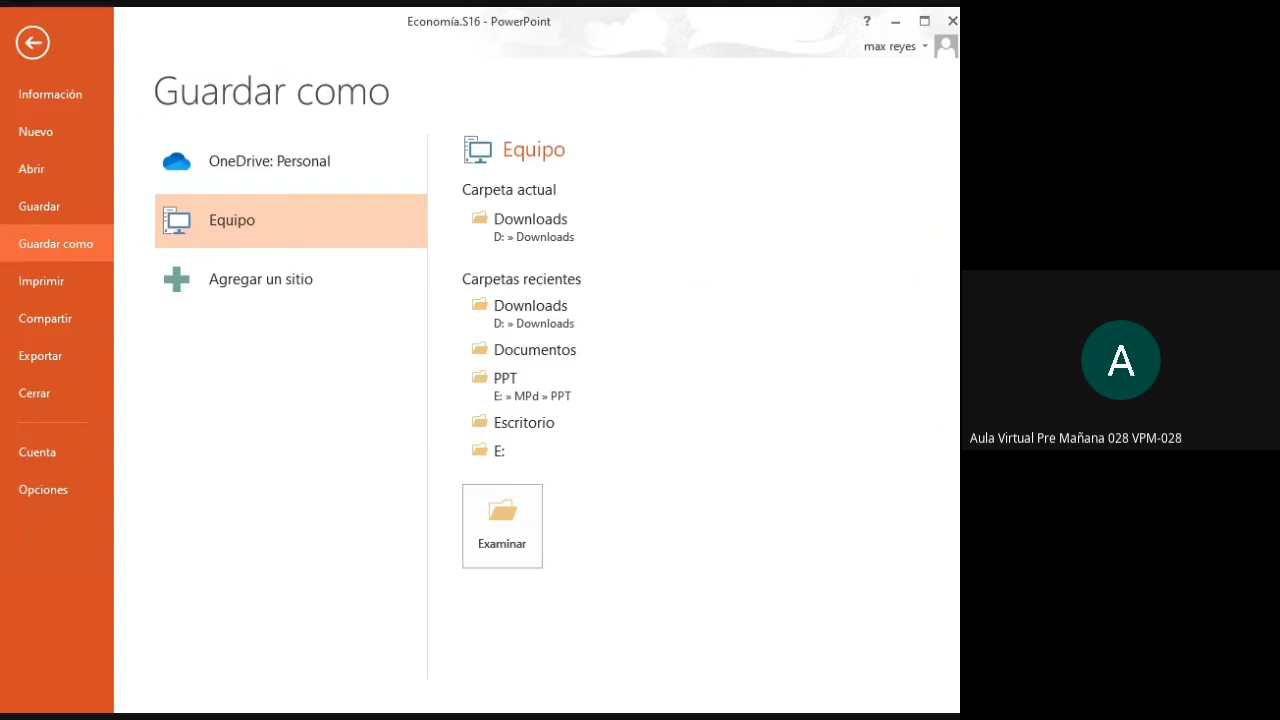 Economía.S16 - PowerPoint
?
max reyes
Información
Nuevo
Abrir
Guardar
Guardar como
Imprimir
Compartir
Exportar
Cerrar
Cuenta
Opciones
Guardar como
OneDrive: Personal
Equipo
Agregar un sitio
Equipo
Carpeta actual
Downloads
D: » Downloads
Carpetas recientes
Downloads
D: » Downloads
Documentos
PPT
E: » MPd » PPT
Escritorio
E:
Examinar
A
Aula Virtual Pre Mañana 028 VPM-028